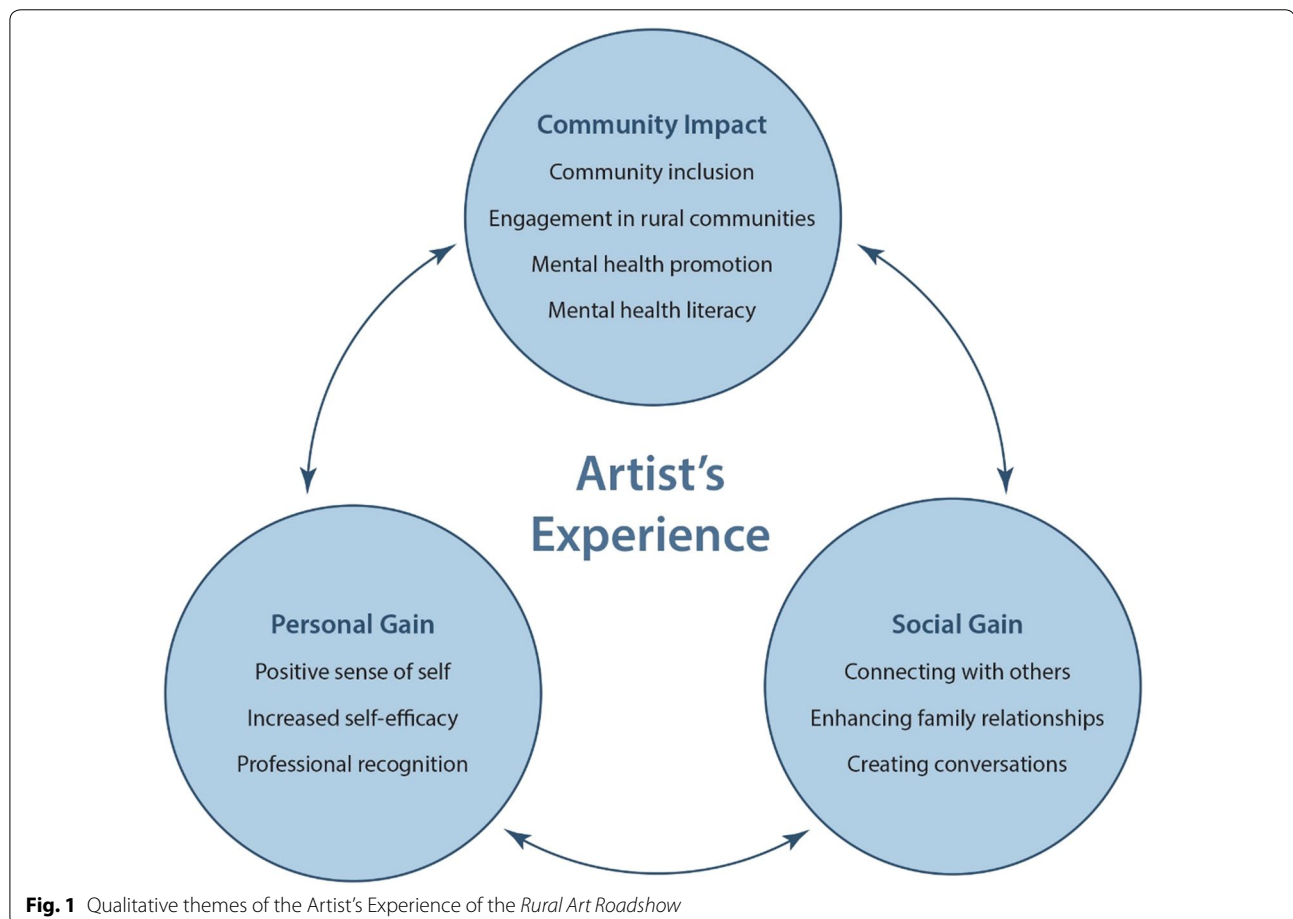 Community Impact
Community inclusion
Engagement in rural communities
Mental health promotion
Mental health literacy
Artist’s
Experience
Personal Gain
Positive sense of self
Increased self-efficacy
Professional recognition
Social Gain
Connecting with others
Enhancing family relationships
Creating conversations
Fig. 1 Qualitative themes of the Artist’s Experience of the Rural Art Roadshow